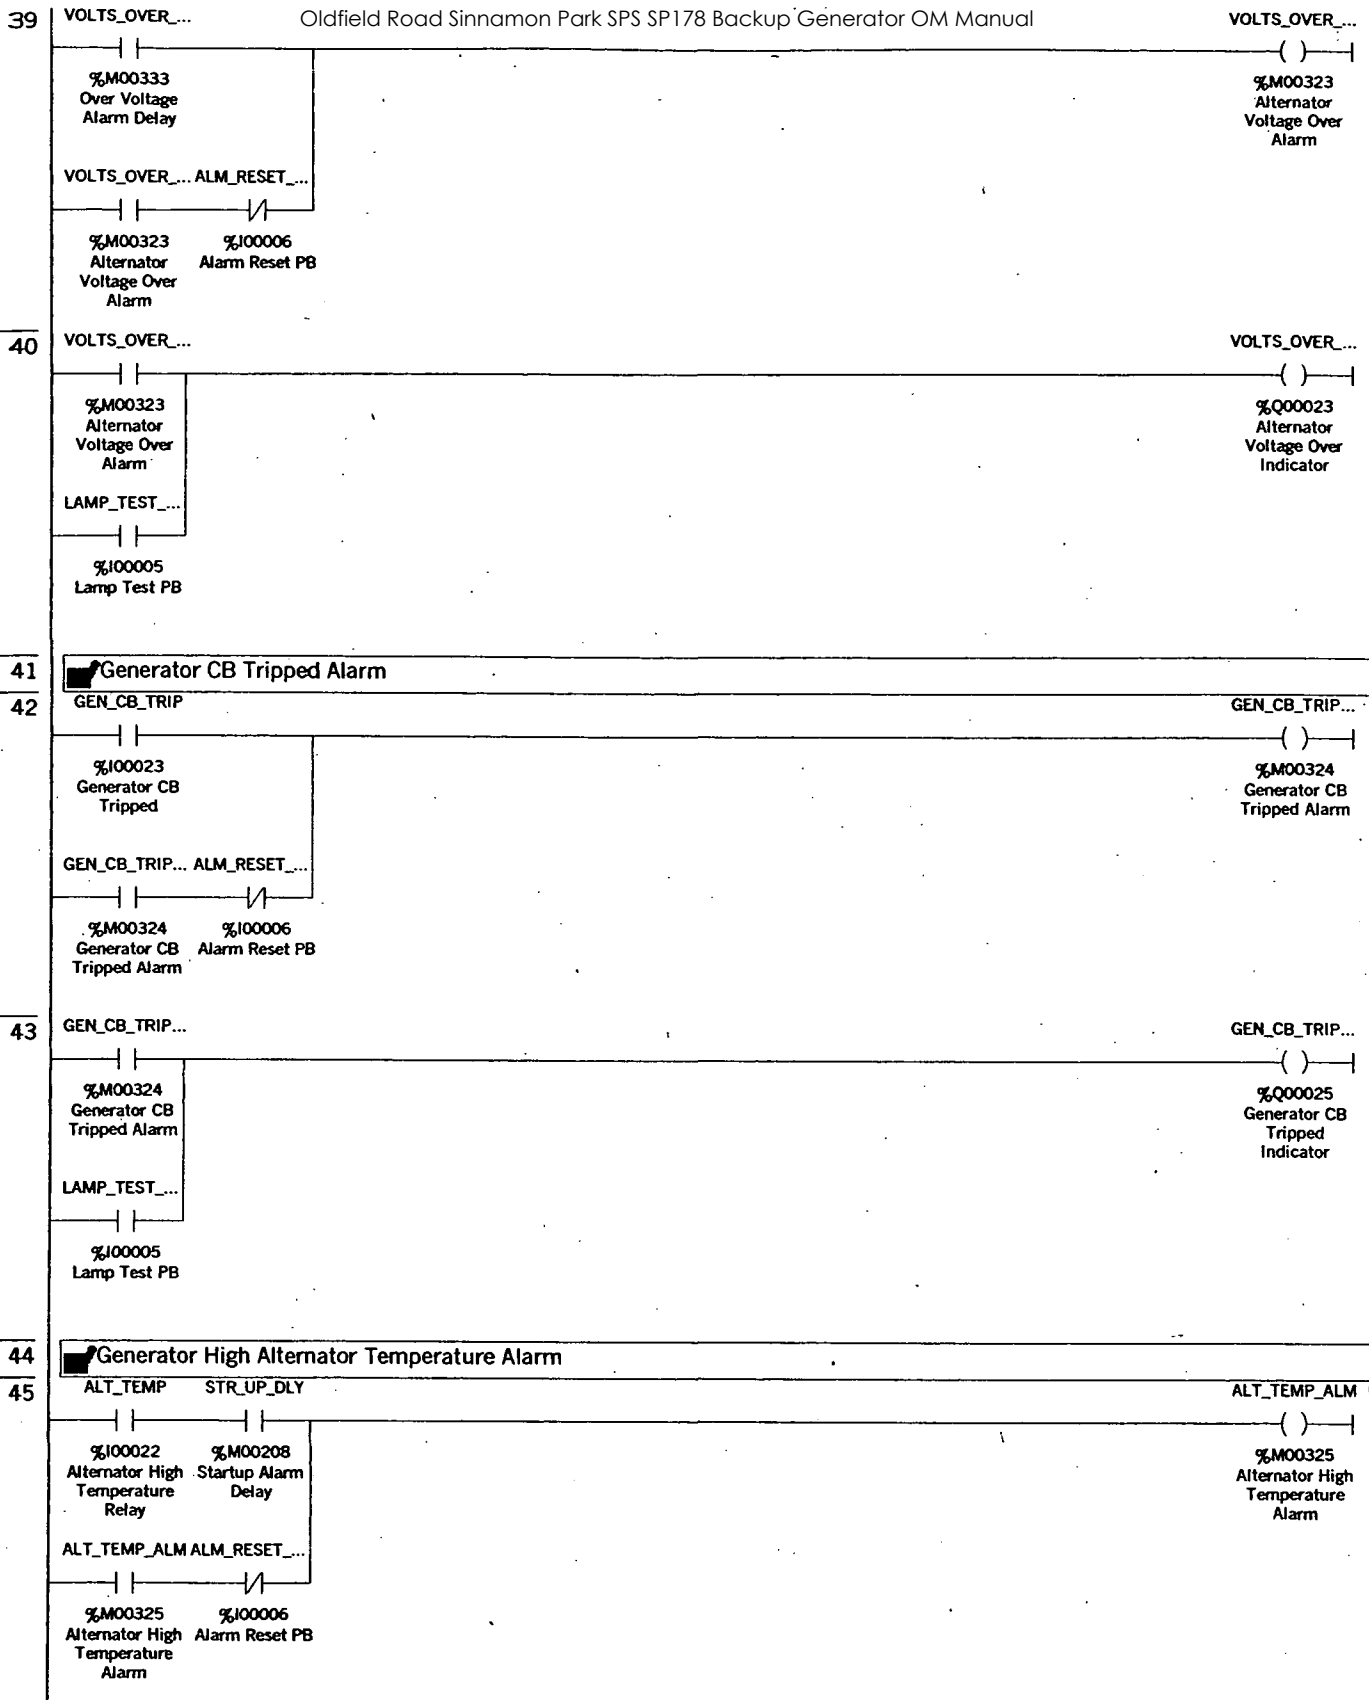 Oldfield Road Sinnamon Park SPS SP178 Backup Generator OM Manual
39
VOLTS_OVER_...
VOLTS_OVER_...
%M00333
Over Voltage
Alarm Delay
%M00323
Alternator
Voltage Over
Alarm
VOLTS_OVER_... ALM_RESET_...
%M00323
Alternator
Voltage Over
Alarm
%I00006
Alarm Reset PB
40
VOLTS_OVER_...
VOLTS_OVER_...
%M00323
Alternator
Voltage Over
Alarm
%Q00023
Alternator
Voltage Over
Indicator
LAMP_TEST_...
%I00005
Lamp Test PB
41
Generator CB Tripped Alarm
42
GEN_CB_TRIP
GEN_CB_TRIP...
%I00023
Generator CB
Tripped
%M00324
Generator CB
Tripped Alarm
GEN_CB_TRIP... ALM_RESET_...
%M00324
Generator CB
Tripped Alarm
%I00006
Alarm Reset PB
43
GEN_CB_TRIP...
GEN_CB_TRIP...
%M00324
Generator CB
Tripped Alarm
%Q00025
Generator CB
Tripped
Indicator
LAMP_TEST_...
%I00005
Lamp Test PB
44
Generator High Alternator Temperature Alarm
45
ALT_TEMP STR_UP_DLY
ALT_TEMP_ALM
%I00022
Alternator High
Temperature
Relay
%M00208
Startup Alarm
Delay
%M00325
Alternator High
Temperature
Alarm
ALT_TEMP_ALM ALM_RESET_...
%M00325
Alternator High
Temperature
Alarm
%I00006
Alarm Reset PB